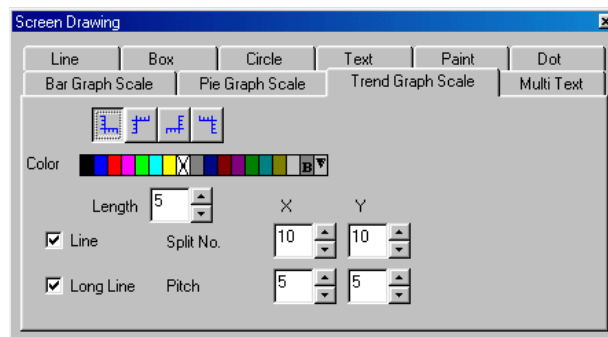 Screen Drawing
Line Box Circle Text Paint Dot
Bar Graph Scale Pie Graph Scale Trend Graph Scale Multi Text
Color B
Length 5 X Y
Line Split No. 10 10
Long Line Pitch 5 5